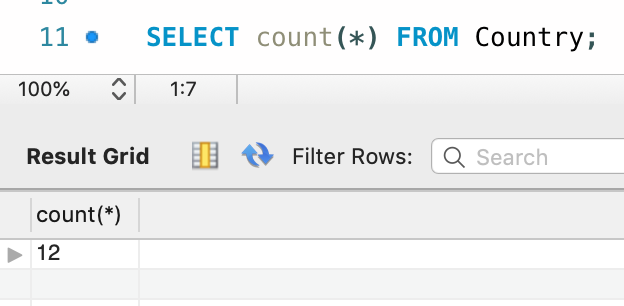 11 SELECT count(*) FROM Country;
100% 1:7
Result Grid Filter Rows: Search
count(*)
12